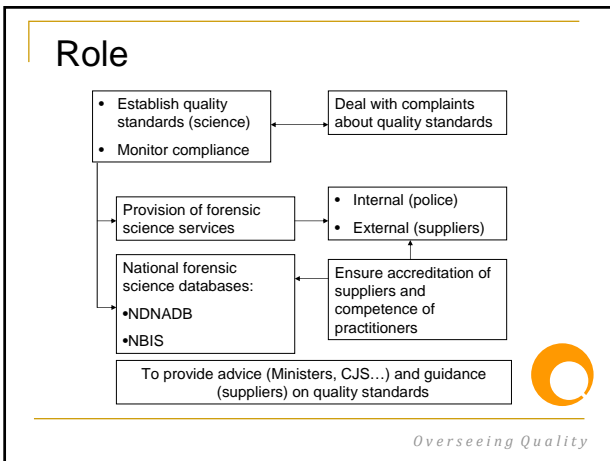 Role
• Establish quality
standards (science)
• Monitor compliance
Deal with complaints
about quality standards
Provision of forensic
science services
• Internal (police)
• External (suppliers)
National forensic
science databases:
•NDNADB
•NBIS
Ensure accreditation of
suppliers and
competence of
practitioners
To provide advice (Ministers, CJS…) and guidance
(suppliers) on quality standards
Overseeing Quality